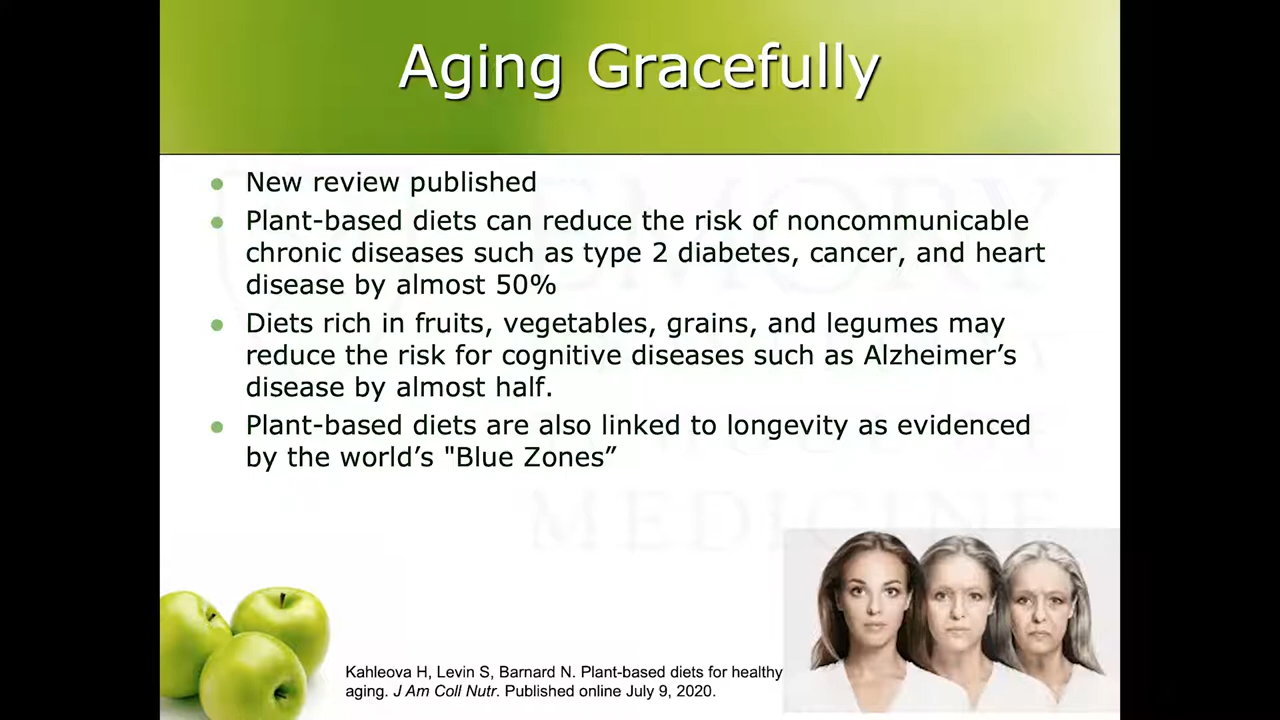 Aging Gracefully
● New review published
● Plant-based diets can reduce the risk of noncommunicable
chronic diseases such as type 2 diabetes, cancer, and heart
disease by almost 50%
● Diets rich in fruits, vegetables, grains, and legumes may
reduce the risk for cognitive diseases such as Alzheimer’s
disease by almost half.
● Plant-based diets are also linked to longevity as evidenced
by the world’s "Blue Zones”
EMORY
MEDICINE
Kahleova H, Levin S, Barnard N. Plant-based diets for healthy
aging. J Am Coll Nutr. Published online July 9, 2020.